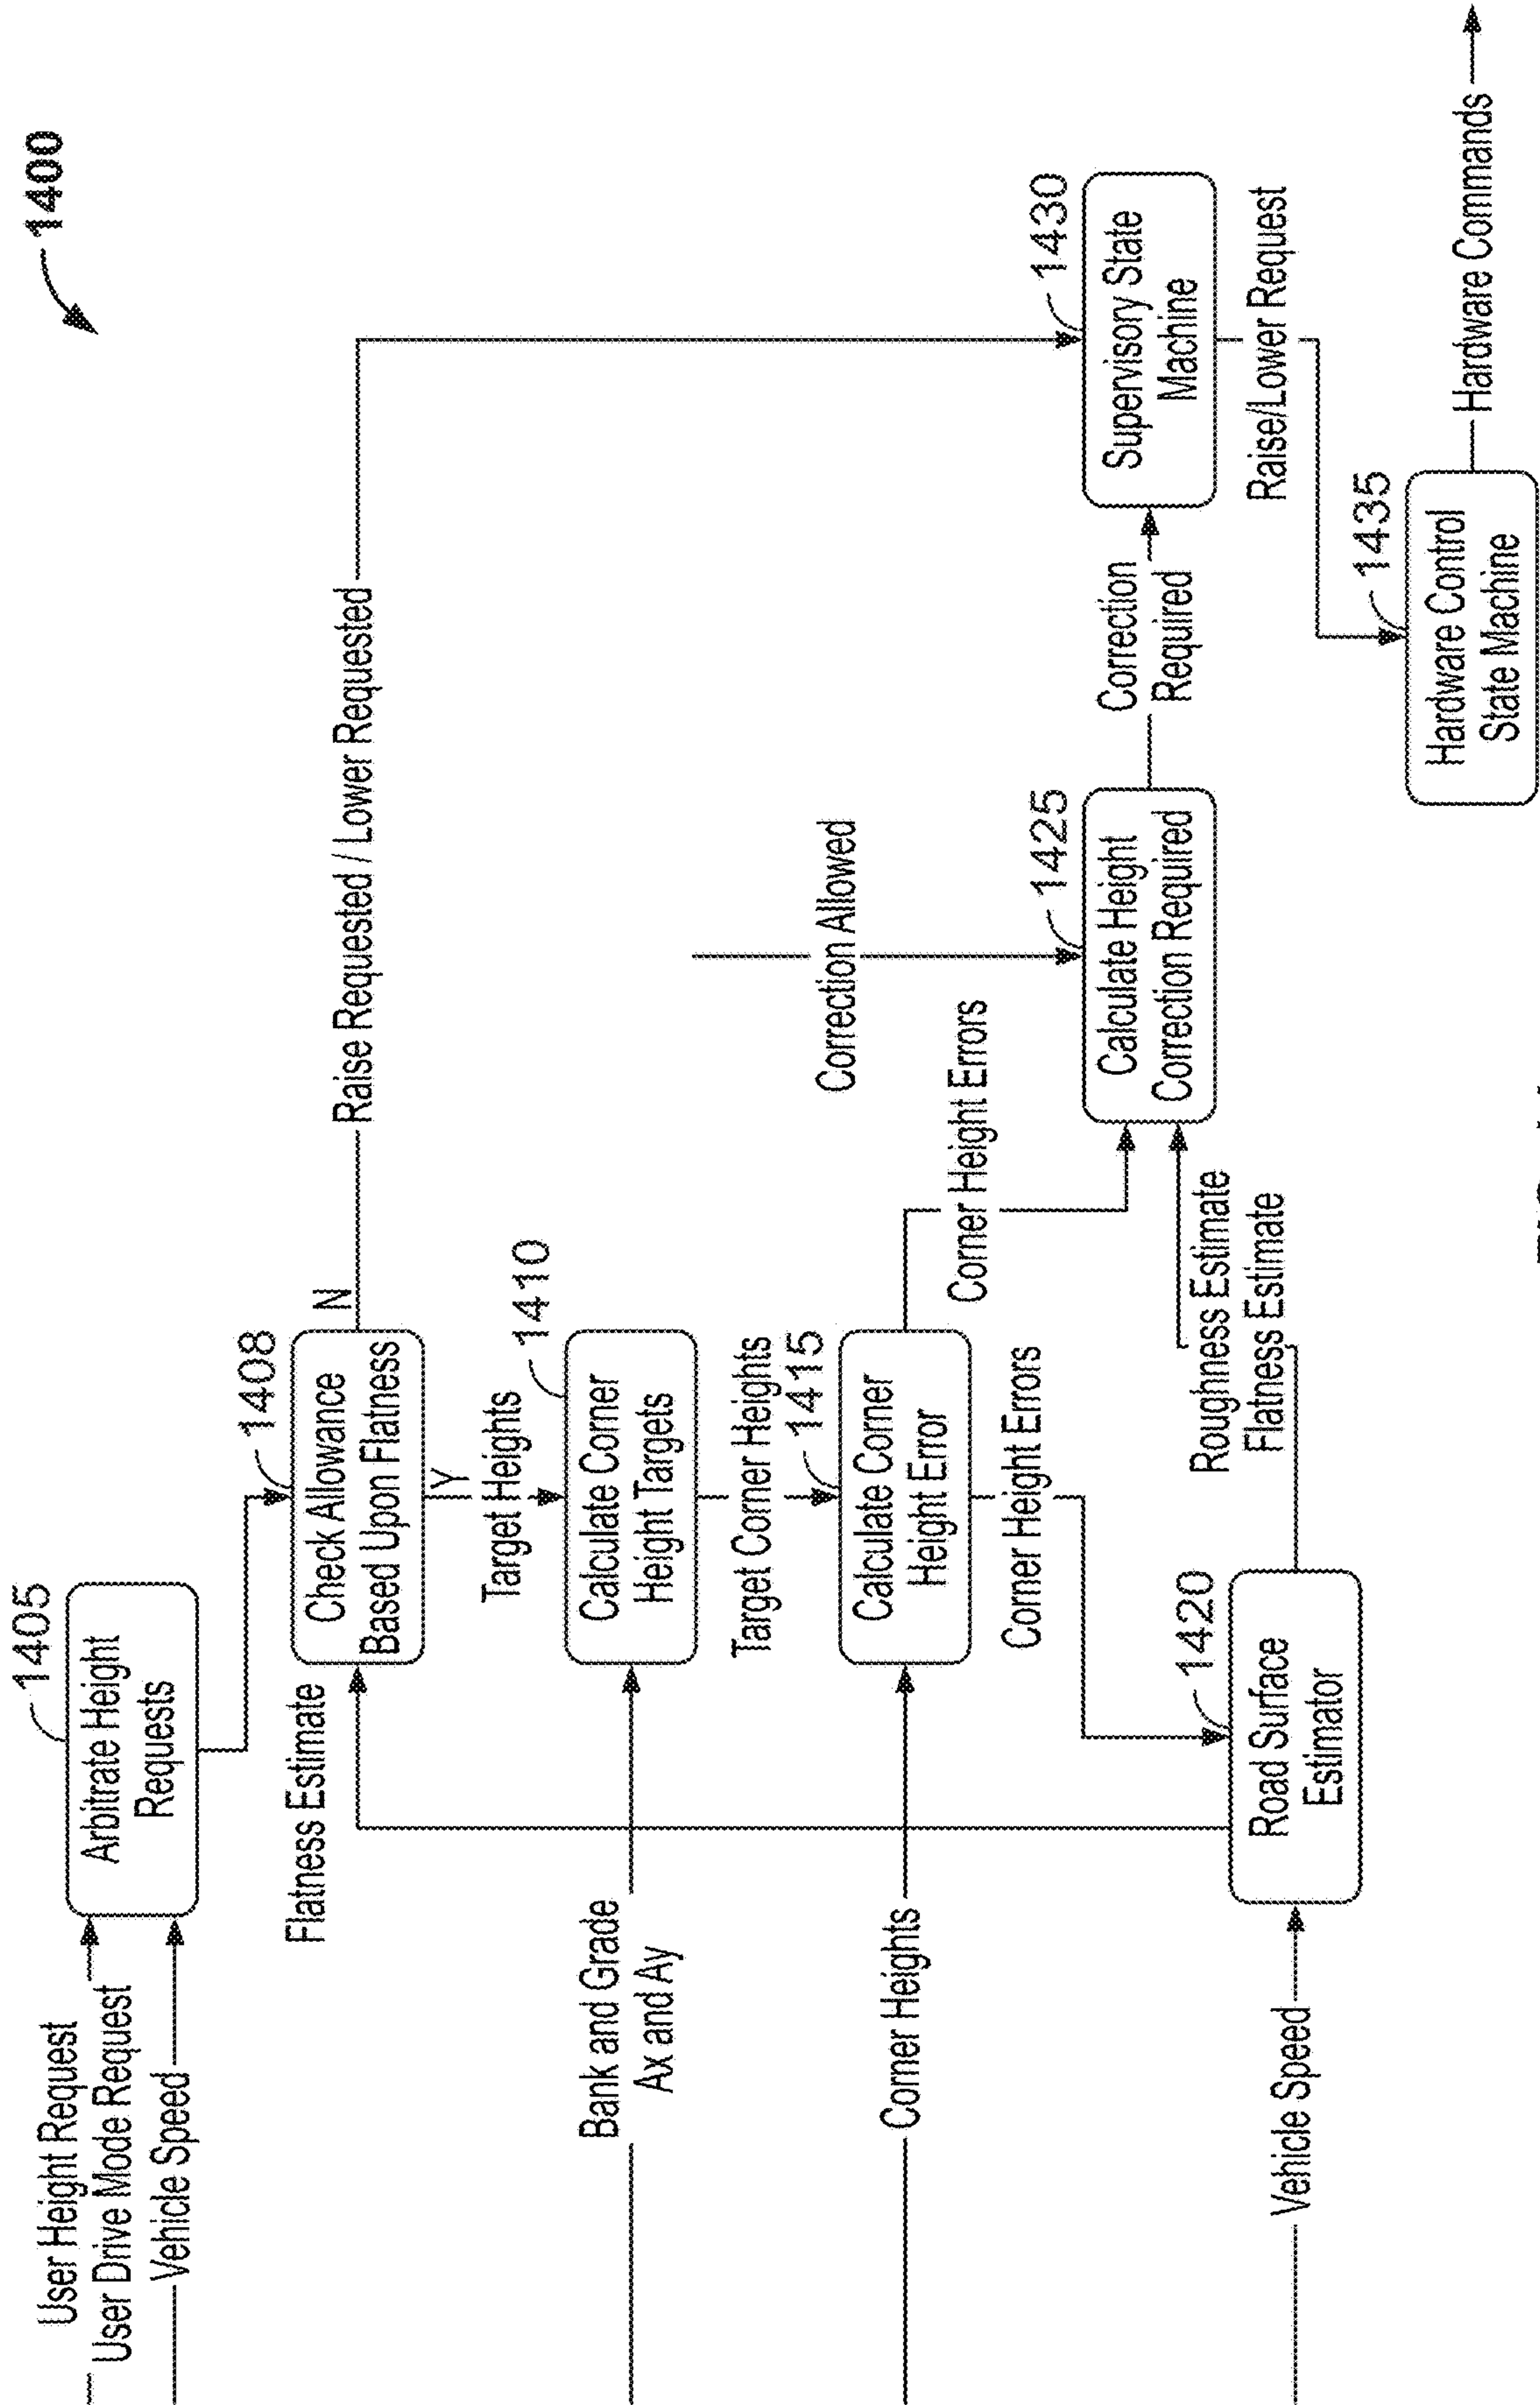 1400
User Height Request
User Drive Mode Request
Vehicle Speed
1405
Arbitrate Height
Requests
Flatness Estimate
1408
Check Allowance
Based Upon Flatness
N
Raise Requested / Lower Requested
Y
Target Heights
Bank and Grade
Ax and Ay
1410
Calculate Corner
Height Targets
Target Corner Heights
Corner Heights
1415
Calculate Corner
Height Error
Corner Height Errors
Corner Height Errors
Correction Allowed
1425
Calculate Height
Correction Required
Correction
Required
1430
Supervisory State
Machine
Raise/Lower Request
Vehicle Speed
1420
Road Surface
Estimator
Roughness Estimate
Flatness Estimate
1435
Hardware Control
State Machine
Hardware Commands